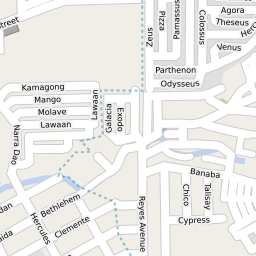 Agora
Theseus
Venus
Colossus
Parnassus
Pizza
Zeus
Street
Parthenon
Odysseus
Kamagong
Mango
Molave
Lawaan
Lawaan
Galacia
Exodo
Narra Dao
Banaba
Chico
Talisay
Cypress
Reyes Avenue
Bethlehem
Hercules
Clemente